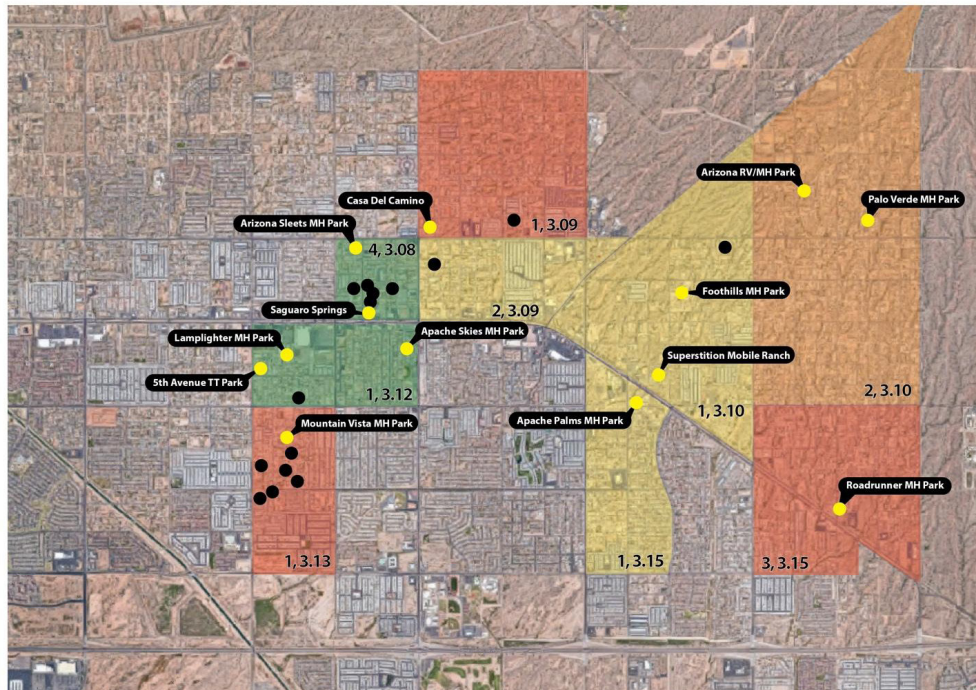 Arizona RV/MH Park
Palo Verde MH Park
Casa Del Camino
1, 3.09
Arizona Sleets MH Park
4, 3.08
Foothills MH Park
Saguaro Springs
2, 3.09
Lamplighter MH Park
Apache Skies MH Park
Superstition Mobile Ranch
5th Avenue TT Park
1, 3.12
2, 3.10
1, 3.10
Apache Palms MH Park
Mountain Vista MH Park
Roadrunner MH Park
1, 3.13
1, 3.15
3, 3.15